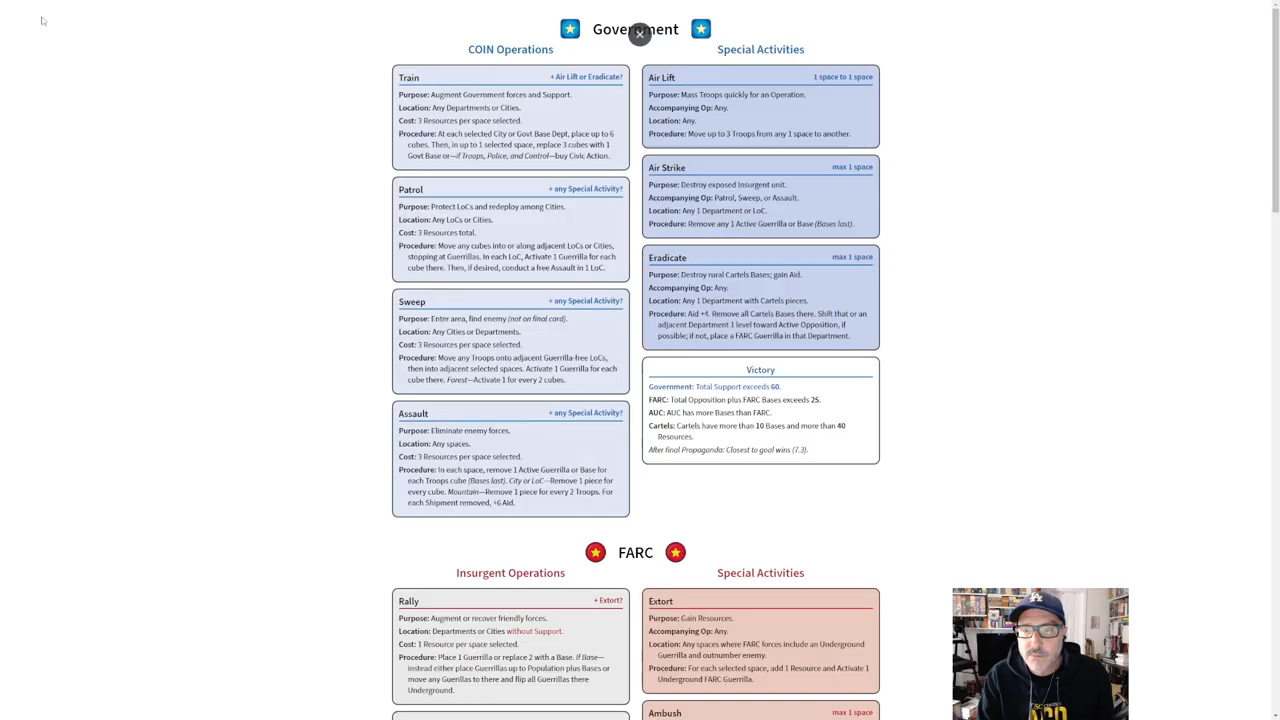 Government
COIN Operations
Train
+ Air Lift or Eradicate?
Purpose: Augment Government forces and Support.
Location: Any Departments or Cities.
Cost: 3 Resources per space selected.
Procedure: At each selected City or Govt Base Dept, place up to 6
cubes. Then, in up to 1 selected space, replace 3 cubes with 1
Govt Base or—if Troops, Police, and Control—buy Civic Action.
Patrol
+ any Special Activity?
Purpose: Protect LoCs and redeploy among Cities.
Location: Any LoCs or Cities.
Cost: 3 Resources total.
Procedure: Move any cubes into or along adjacent LoCs or Cities,
stopping at Guerrillas. In each LoC, Activate 1 Guerrilla for each
cube there. Then, if desired, conduct a free Assault in 1 LoC.
Sweep
+ any Special Activity?
Purpose: Enter area, find enemy (not on final card).
Location: Any Cities or Departments.
Cost: 3 Resources per space selected.
Procedure: Move any Troops onto adjacent Guerrilla-free LoCs,
then into adjacent selected spaces. Activate 1 Guerrilla for each
cube there. Forest—Activate 1 for every 2 cubes.
Assault
+ any Special Activity?
Purpose: Eliminate enemy forces.
Location: Any spaces.
Cost: 3 Resources per space selected.
Procedure: In each space, remove 1 Active Guerrilla or Base for
each Troops cube (Bases last). City or LoC—Remove 1 piece for
every cube. Mountain—Remove 1 piece for every 2 Troops. For
each Shipment removed, +6 Aid.
Special Activities
Air Lift
1 space to 1 space
Purpose: Mass Troops quickly for an Operation.
Accompanying Op: Any.
Location: Any.
Procedure: Move up to 3 Troops from any 1 space to another.
Air Strike
max 1 space
Purpose: Destroy exposed Insurgent unit.
Accompanying Op: Patrol, Sweep, or Assault.
Location: Any 1 Department or LoC.
Procedure: Remove any 1 Active Guerrilla or Base (Bases last).
Eradicate
max 1 space
Purpose: Destroy rural Cartels Bases; gain Aid.
Accompanying Op: Any.
Location: Any 1 Department with Cartels pieces.
Procedure: Aid +4. Remove all Cartels Bases there. Shift that or an
adjacent Department 1 level toward Active Opposition, if
possible; if not, place a FARC Guerrilla in that Department.
Victory
Government: Total Support exceeds 60.
FARC: Total Opposition plus FARC Bases exceeds 25.
AUC: AUC has more Bases than FARC.
Cartels: Cartels have more than 10 Bases and more than 40
Resources.
After final Propaganda: Closest to goal wins (7.3).
FARC
Insurgent Operations
Rally
+ Extort?
Purpose: Augment or recover friendly forces.
Location: Departments or Cities without Support.
Cost: 1 Resource per space selected.
Procedure: Place 1 Guerrilla or replace 2 with a Base. If Base—
instead either place Guerrillas up to Population plus Bases or
move any Guerillas to there and flip all Guerrillas there
Underground.
Special Activities
Extort
Purpose: Gain Resources.
Accompanying Op: Any.
Location: Any spaces where FARC forces include an Underground
Guerrilla and outnumber enemy.
Procedure: For each selected space, add 1 Resource and Activate 1
Underground FARC Guerrilla.
Ambush
max 1 space
LA